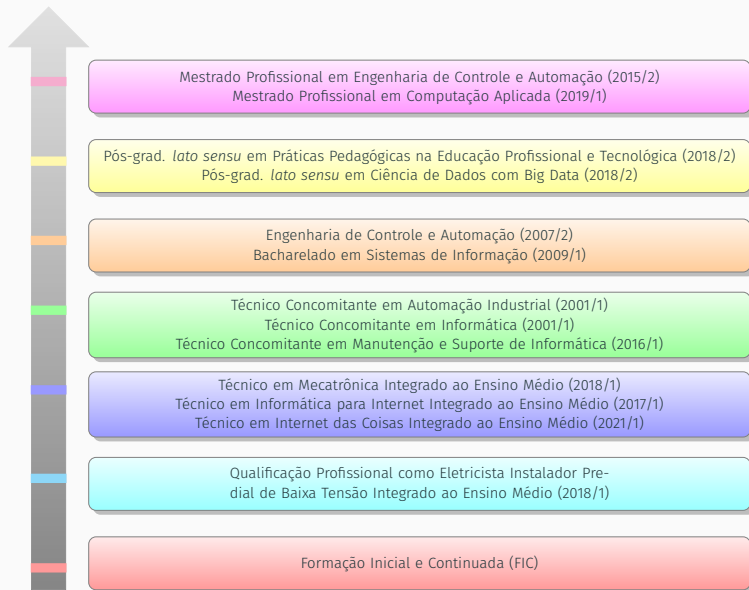 Mestrado Profissional em Engenharia de Controle e Automação (2015/2)
Mestrado Profissional em Computação Aplicada (2019/1)
Pós-grad. lato sensu em Práticas Pedagógicas na Educação Profissional e Tecnológica (2018/2)
Pós-grad. lato sensu em Ciência de Dados com Big Data (2018/2)
Engenharia de Controle e Automação (2007/2)
Bacharelado em Sistemas de Informação (2009/1)
Técnico Concomitante em Automação Industrial (2001/1)
Técnico Concomitante em Informática (2001/1)
Técnico Concomitante em Manutenção e Suporte de Informática (2016/1)
Técnico em Mecatrônica Integrado ao Ensino Médio (2018/1)
Técnico em Informática para Internet Integrado ao Ensino Médio (2017/1)
Técnico em Internet das Coisas Integrado ao Ensino Médio (2021/1)
Qualificação Profissional como Eletricista Instalador Pre-
dial de Baixa Tensão Integrado ao Ensino Médio (2018/1)
Formação Inicial e Continuada (FIC)